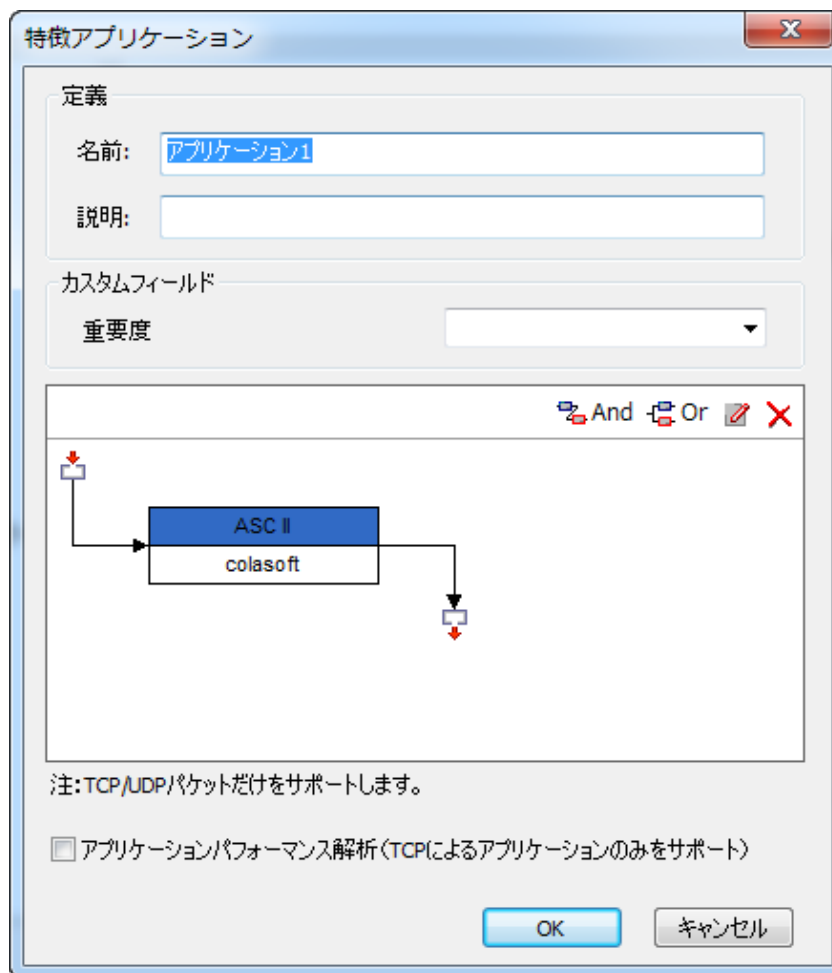 特徴アプリケーション
定義
名前: アプリケーション1
説明:
カスタムフィールド
重要度
And Or
ASC II
colasoft
注:TCP/UDPパケットだけをサポートします。
アプリケーションパフォーマンス解析(TCPによるアプリケーションのみをサポート)
OK キャンセル